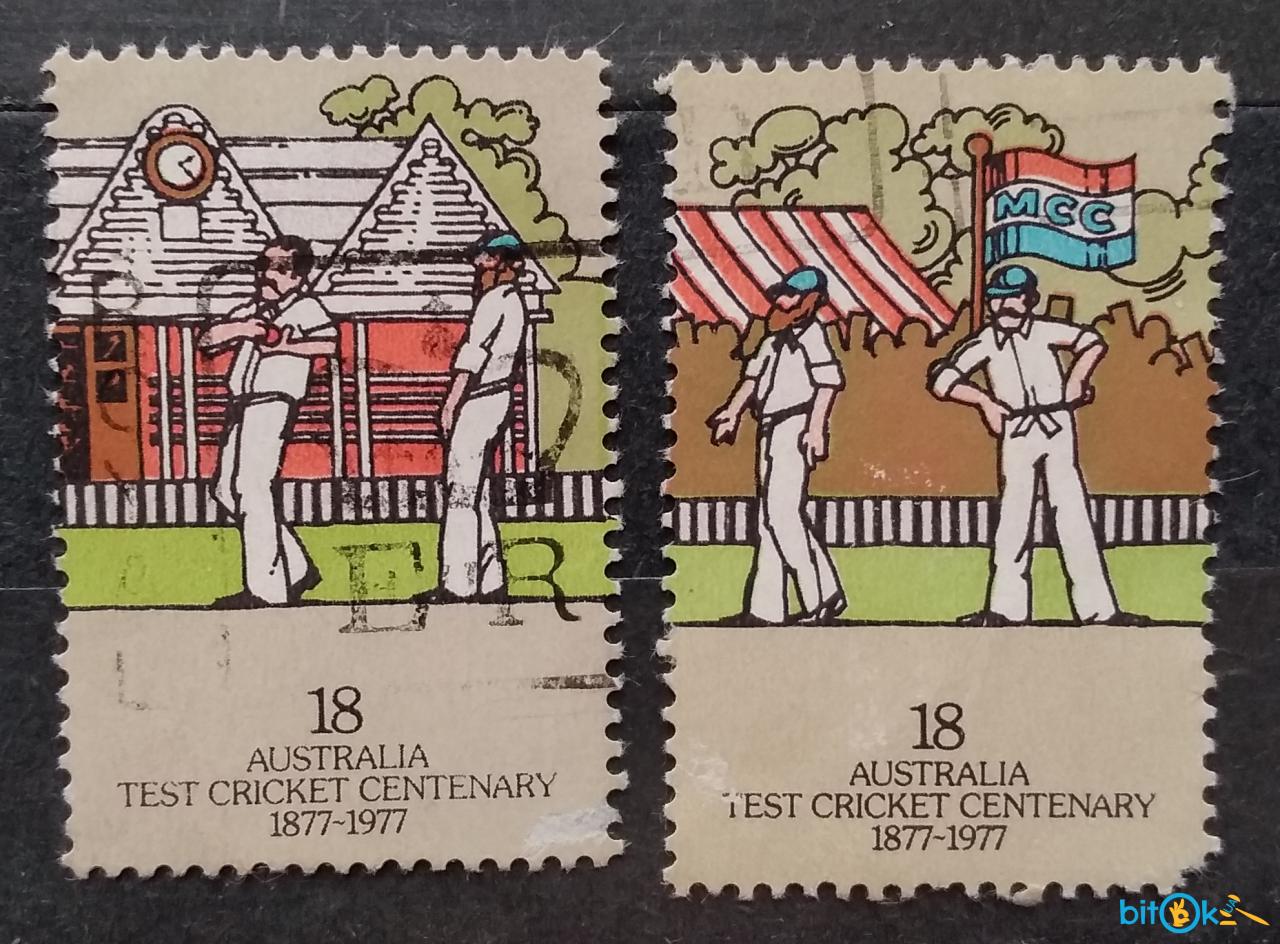 18
AUSTRALIA
TEST CRICKET CENTENARY
1877~1977
MCC
18
AUSTRALIA
TEST CRICKET CENTENARY
1877~1977
bitOk